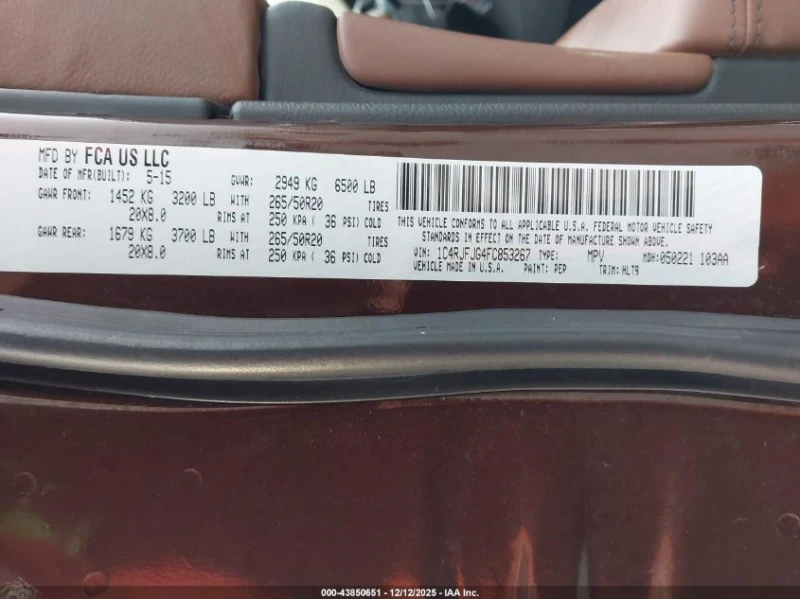 MFD BY FCA US LLC
DATE OF MFR(BUILT): 5-15 GVWR: 2949 KG 6500 LB
GAWR FRONT: 1452 KG 3200 LB WITH 265/50R20 TIRES
20X8.0 RIMS AT 250 KPA ( 36 PSI) COLD
GAWR REAR: 1679 KG 3700 LB WITH 265/50R20 TIRES
20X8.0 RIMS AT 250 KPA ( 36 PSI) COLD
THIS VEHICLE CONFORMS TO ALL APPLICABLE U.S.A. FEDERAL MOTOR VEHICLE SAFETY
STANDARDS IN EFFECT ON THE DATE OF MANUFACTURE SHOWN ABOVE.
VIN: 1C4RJFJG4FC853267 TYPE: MPV MDH:050221 103AA
MADE IN U.S.A. PAINT: PEP TRIM: HLT9
000-43850651 - 12/12/2025 - IAA Inc.